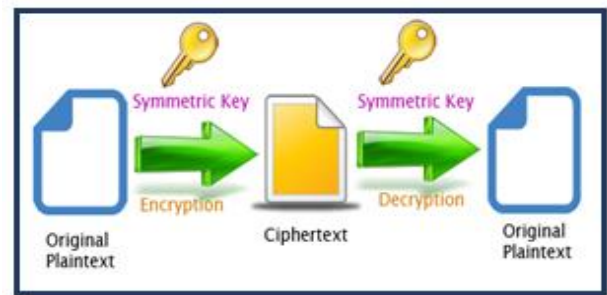 Symmetric Key
Symmetric Key
Encryption
Decryption
Original
Plaintext
Ciphertext
Original
Plaintext